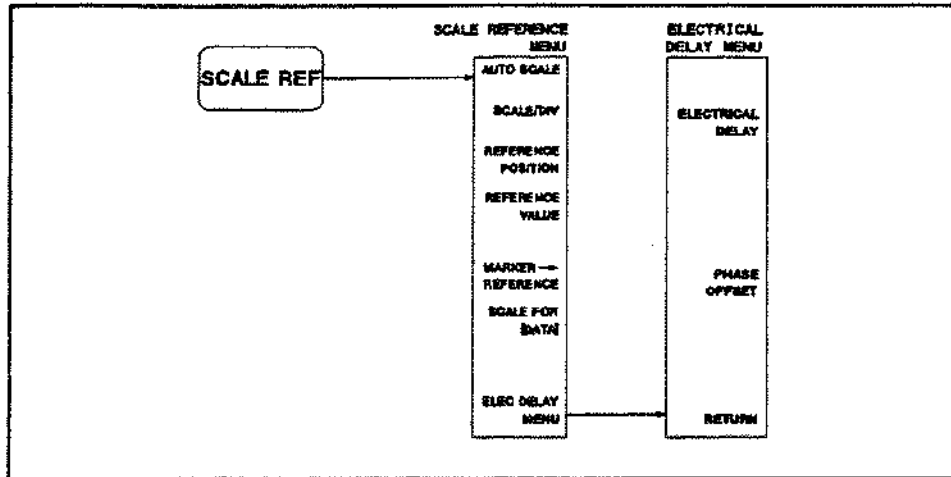 SCALE REF
SCALE REFERENCE
MENU
AUTO SCALE
SCALE/DIV
REFERENCE
POSITION
REFERENCE
VALUE
MARKER →
REFERENCE
SCALE FOR
[DATA]
ELEC DELAY
MENU
ELECTRICAL
DELAY MENU
ELECTRICAL
DELAY
PHASE
OFFSET
RETURN